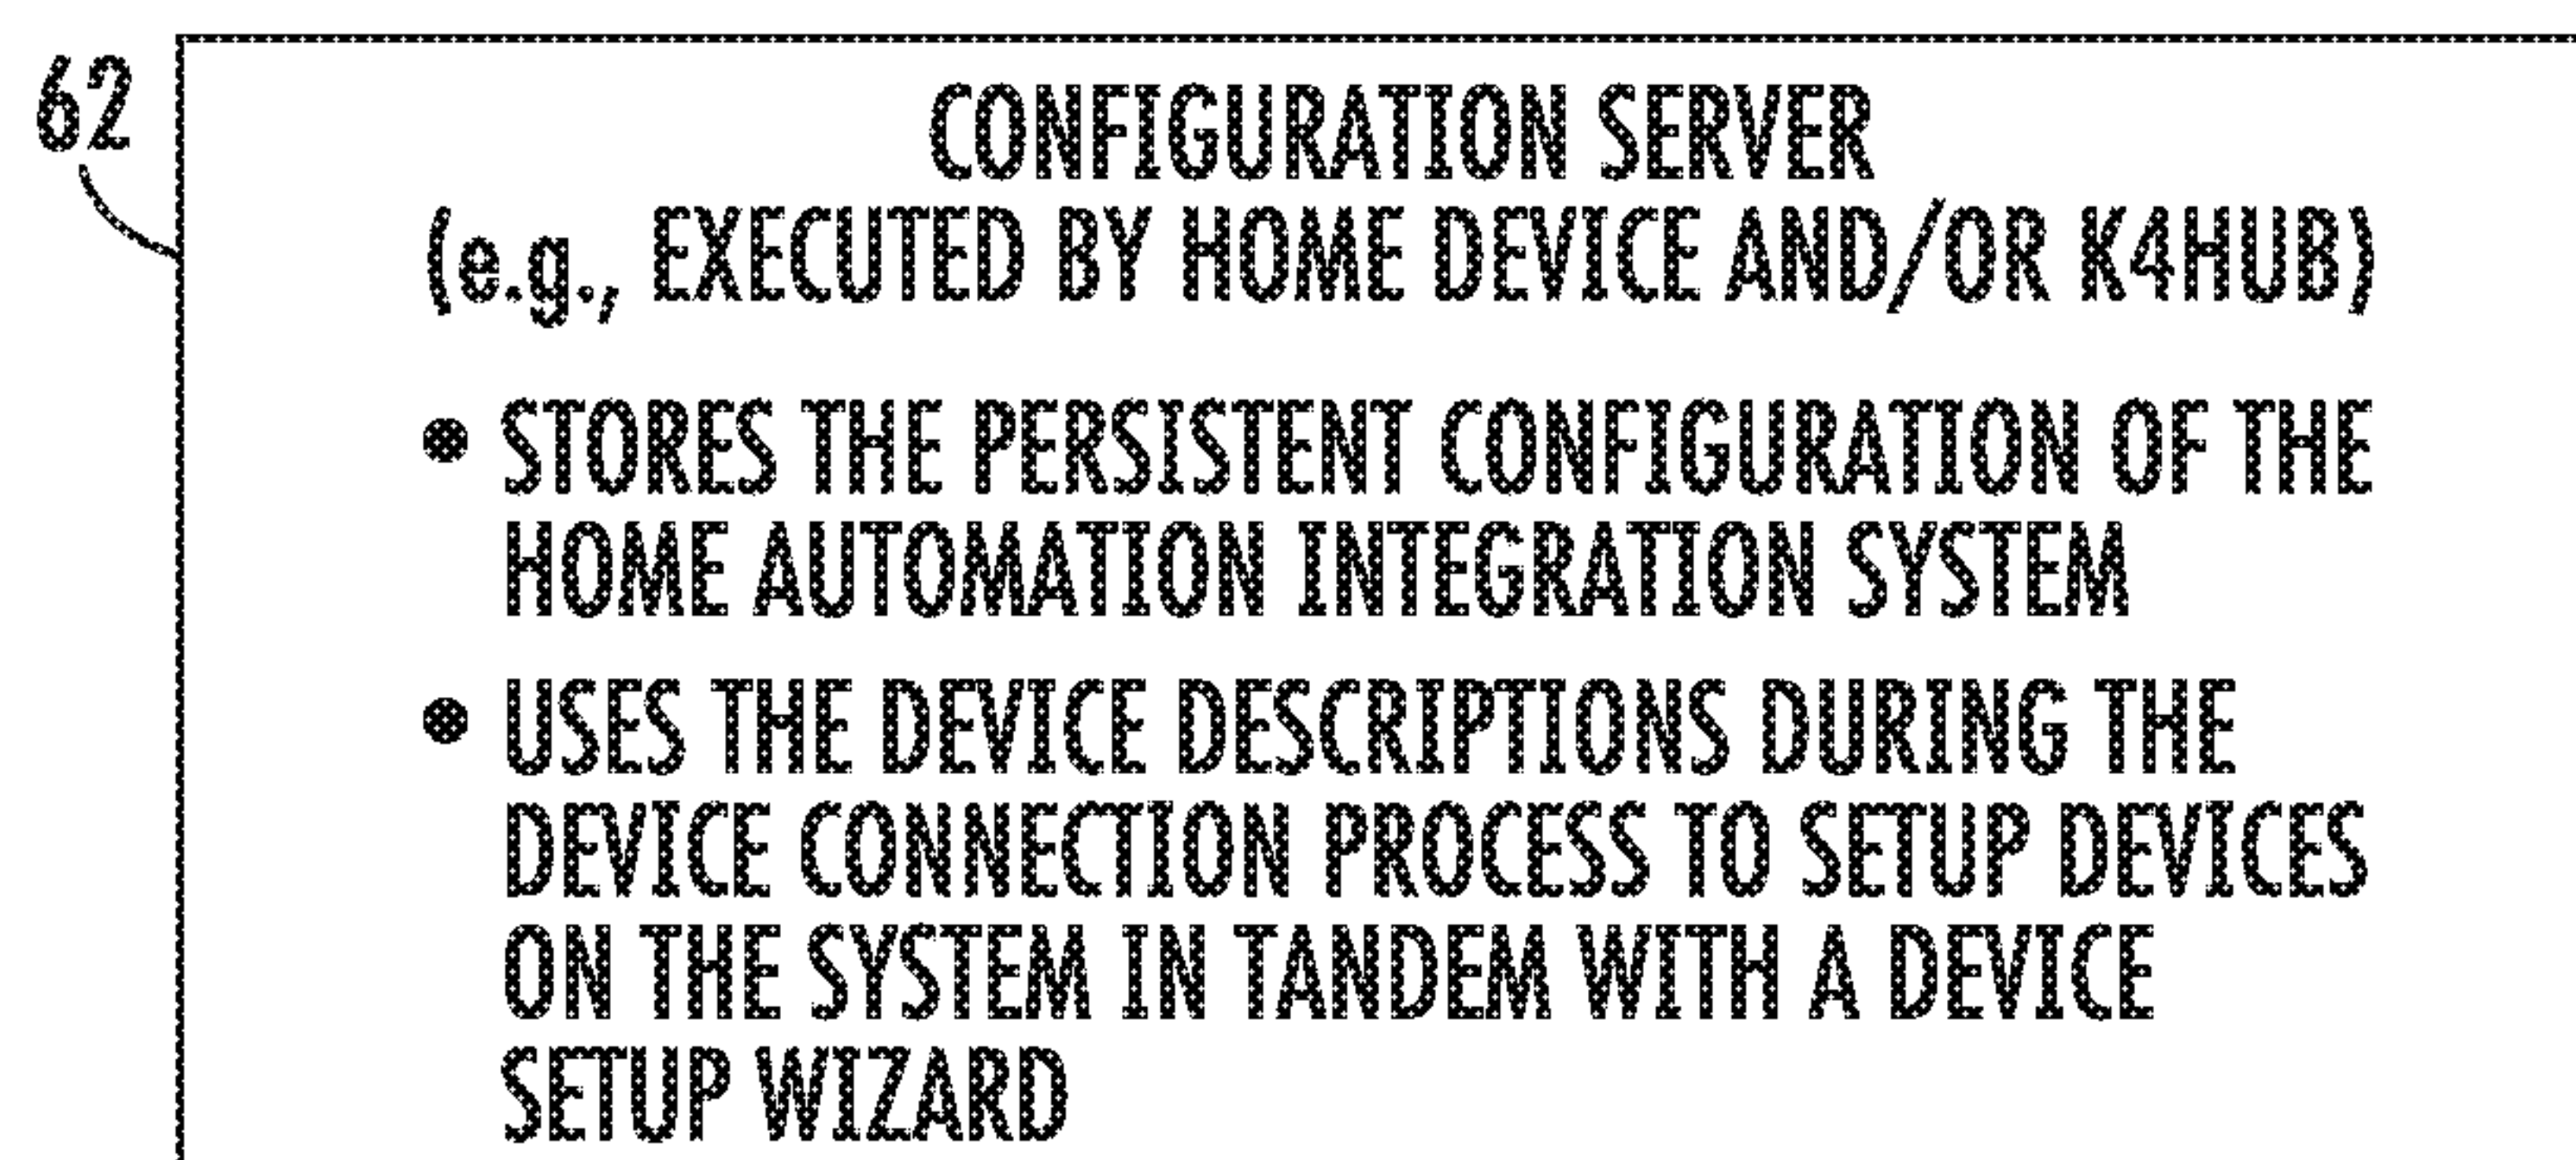 62
CONFIGURATION SERVER
(e.g., EXECUTED BY HOME DEVICE AND/OR K4HUB)
• STORES THE PERSISTENT CONFIGURATION OF THE
HOME AUTOMATION INTEGRATION SYSTEM
• USES THE DEVICE DESCRIPTIONS DURING THE
DEVICE CONNECTION PROCESS TO SETUP DEVICES
ON THE SYSTEM IN TANDEM WITH A DEVICE
SETUP WIZARD